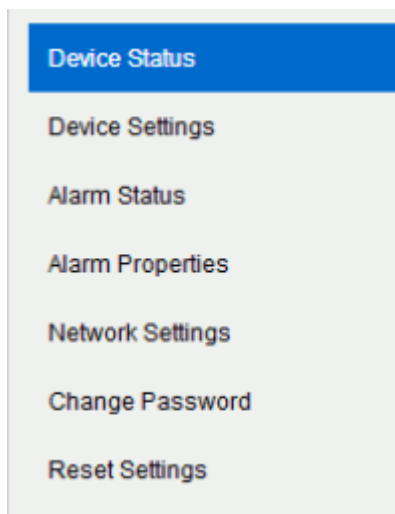 Device Status
Device Settings
Alarm Status
Alarm Properties
Network Settings
Change Password
Reset Settings